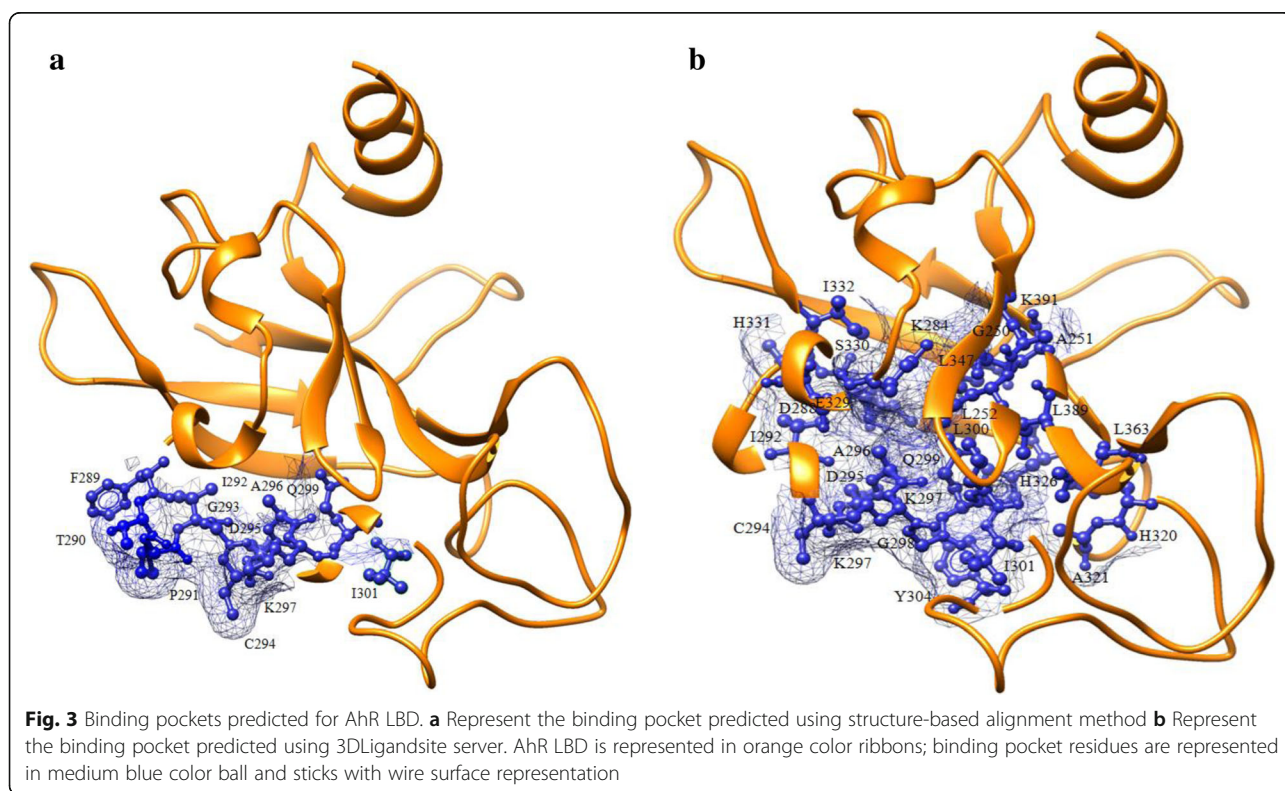 a
F289
I292
A296
Q299
G293
D295
T290
P291
K297
I301
C294
b
I332
K391
H331
K284
G250
A251
S330
L347
D288
E329
L252
L389
L300
L363
I292
A296
Q299
D295
H326
K297
C294
H320
G298
K297
I301
A321
Y304
Fig. 3 Binding pockets predicted for AhR LBD. a Represent the binding pocket predicted using structure-based alignment method b Represent
the binding pocket predicted using 3DLigandsite server. AhR LBD is represented in orange color ribbons; binding pocket residues are represented
in medium blue color ball and sticks with wire surface representation